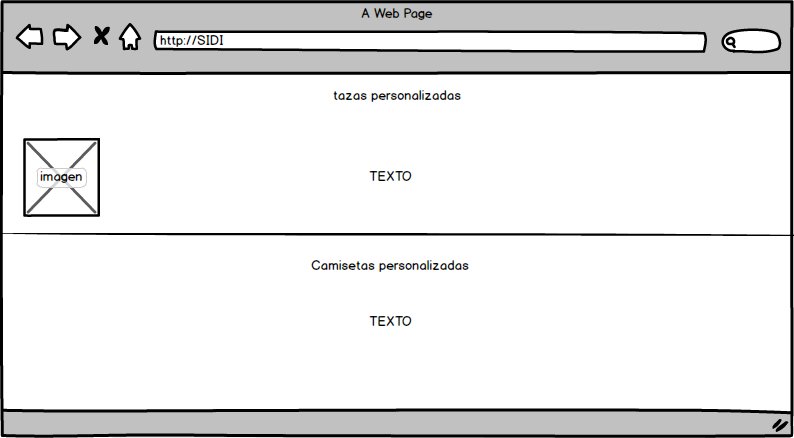 A Web Page
http://SIDI
tazas personalizadas
imagen
TEXTO
Camisetas personalizadas
TEXTO